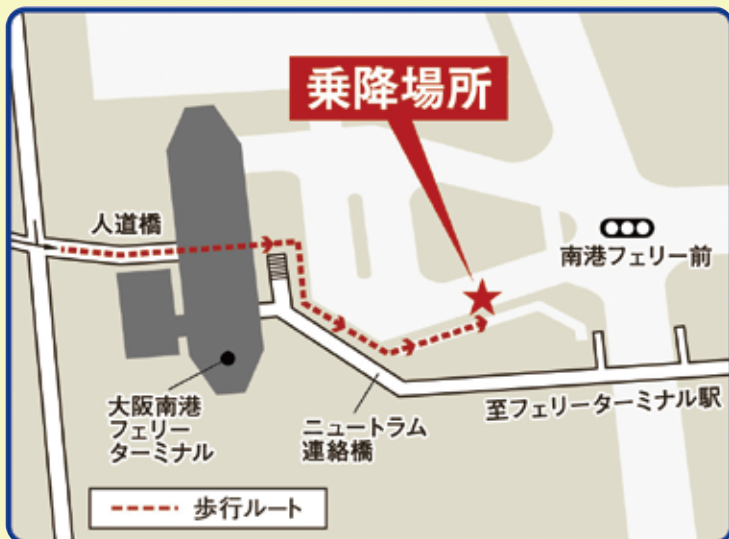 乗降場所
人道橋
南港フェリー前
大阪南港
フェリー
ターミナル
ニュートラム
連絡橋
至フェリーターミナル駅
歩行ルート